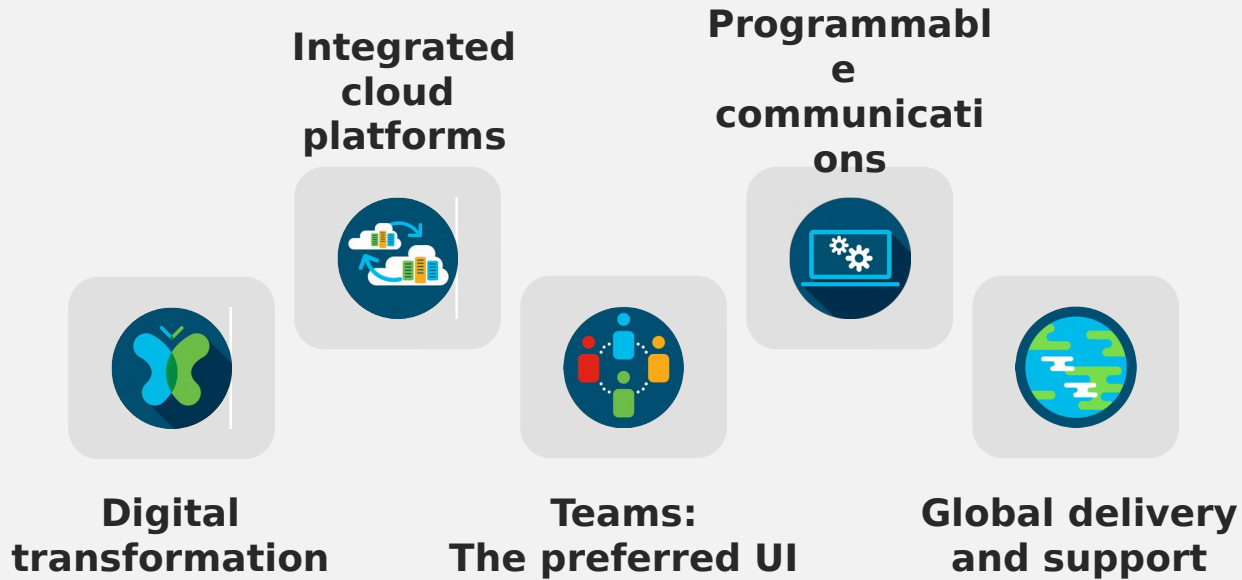 Integrated
cloud
platforms
Programmabl
e
communicati
ons
Digital
transformation
Teams:
The preferred UI
Global delivery
and support